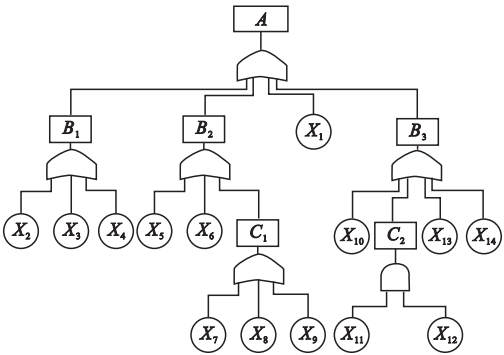 A
B₁ B₂ X₁ B₃
X₂ X₃ X₄ X₅ X₆ C₁ X₁₀ C₂ X₁₃ X₁₄
X₇ X₈ X₉ X₁₁ X₁₂